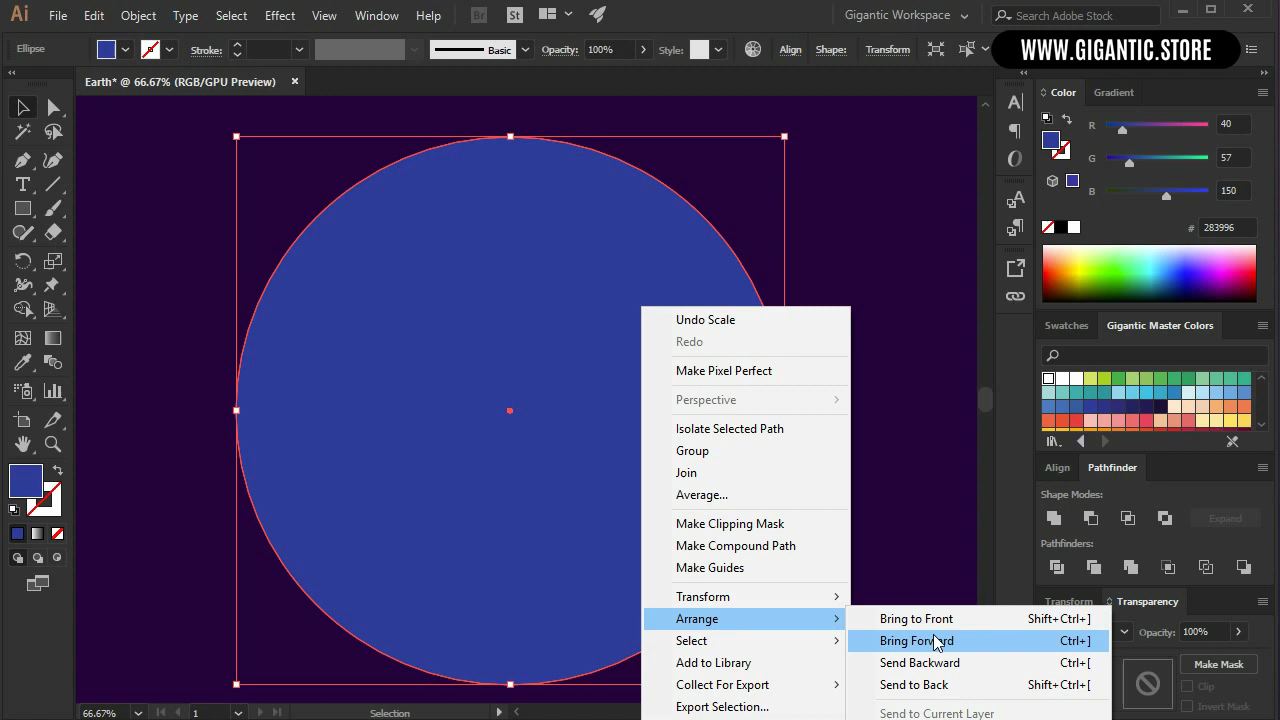 Ai File Edit Object Type Select Effect View Window Help Br St Gigantic Workspace Search Adobe Stock
Ellipse Stroke: Basic Opacity: 100% Style: Align Shape: Transform WWW.GIGANTIC.STORE
Earth* @ 66.67% (RGB/GPU Preview) ×
Color Gradient
R 40
G 57
B 150
# 283996
Swatches Gigantic Master Colors
Align Pathfinder
Shape Modes:
Expand
Pathfinders:
Transform Transparency
Opacity: 100%
Make Mask
Clip
Invert Mask
Undo Scale
Redo
Make Pixel Perfect
Perspective
Isolate Selected Path
Group
Join
Average...
Make Clipping Mask
Make Compound Path
Make Guides
Transform
Arrange
Select
Add to Library
Collect For Export
Export Selection...
Bring to Front Shift+Ctrl+]
Bring Forward Ctrl+]
Send Backward Ctrl+[
Send to Back Shift+Ctrl+[
Send to Current Layer
66.67% 1 Selection